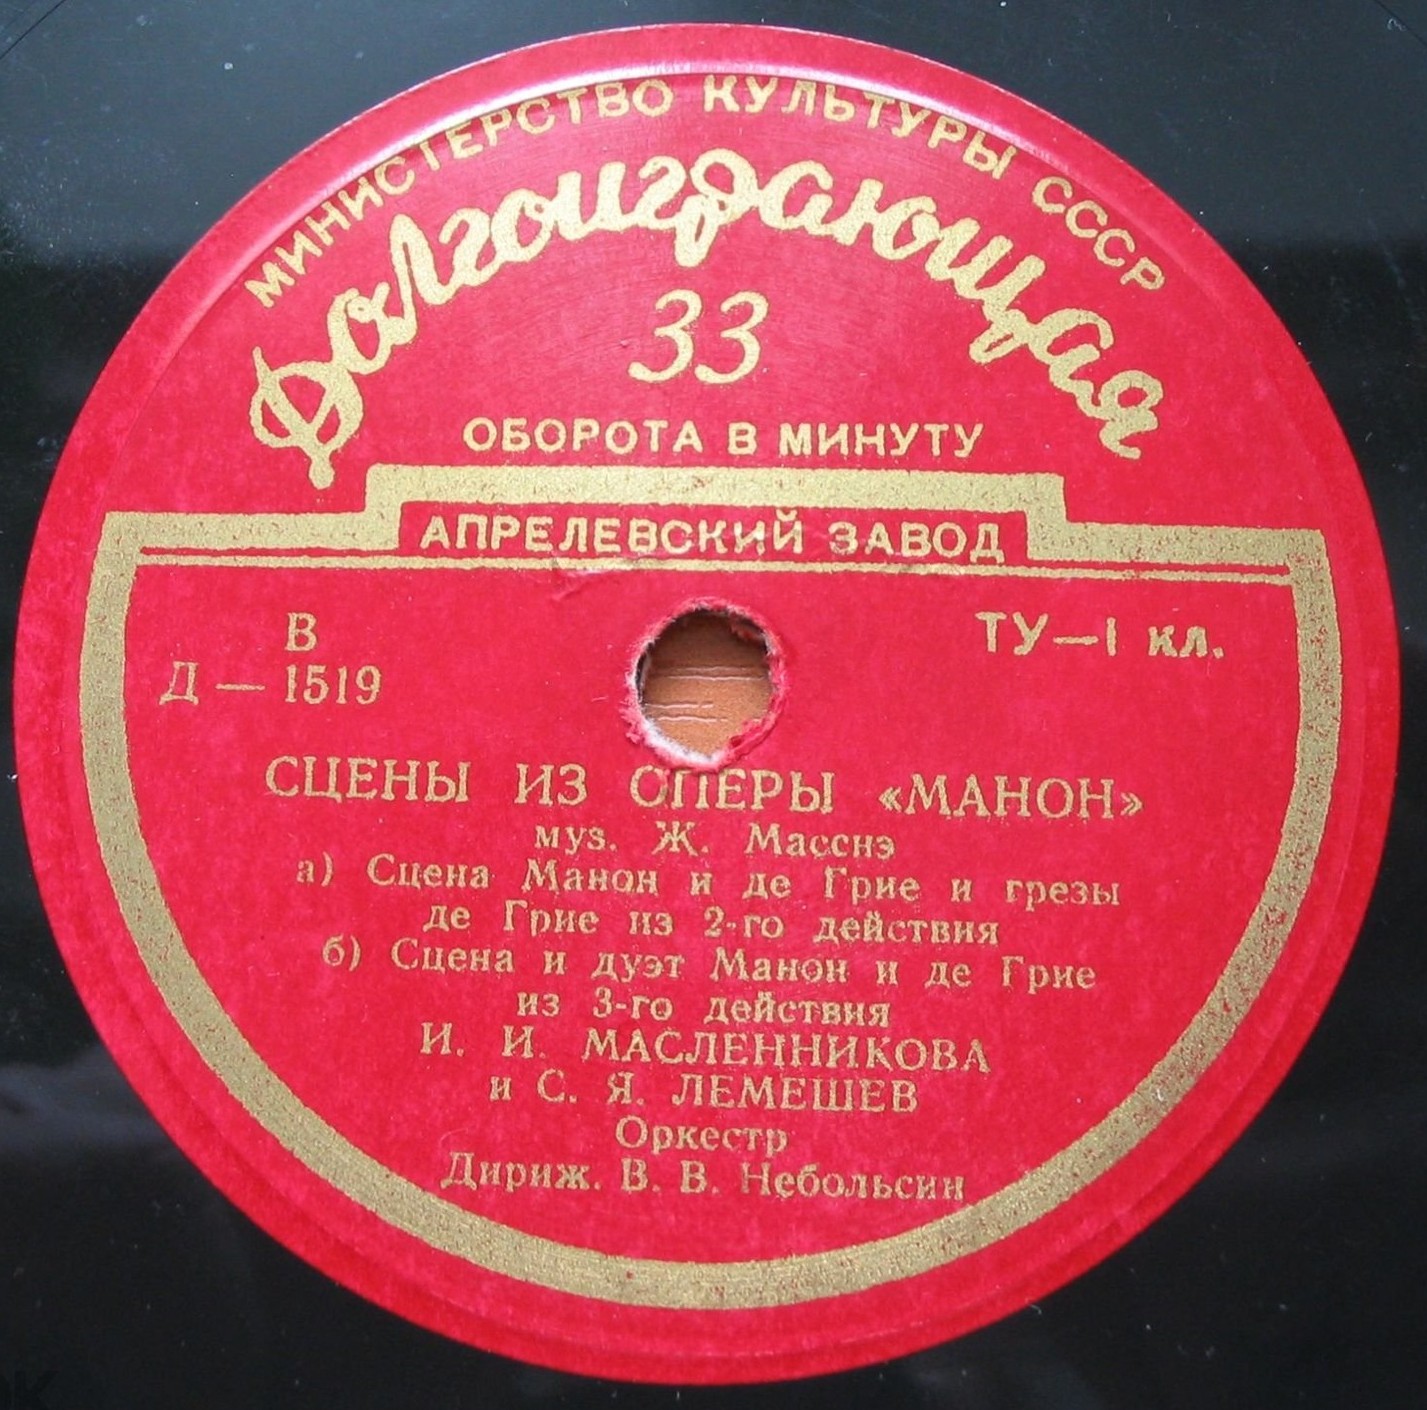 МИНИСТЕРСТВО КУЛЬТУРЫ СССР
Долгоиграющая
33
ОБОРОТА В МИНУТУ
АПРЕЛЕВСКИЙ ЗАВОД
В
Д — 1519
ТУ—1 кл.
СЦЕНЫ ИЗ ОПЕРЫ «МАНОН»
муз. Ж. Масснэ
а) Сцена Манон и де Грие и грезы
де Грие из 2-го действия
б) Сцена и дуэт Манон и де Грие
из 3-го действия
И. И. МАСЛЕННИКОВА
и С. Я. ЛЕМЕШЕВ
Оркестр
Дириж. В. В. Небольсин